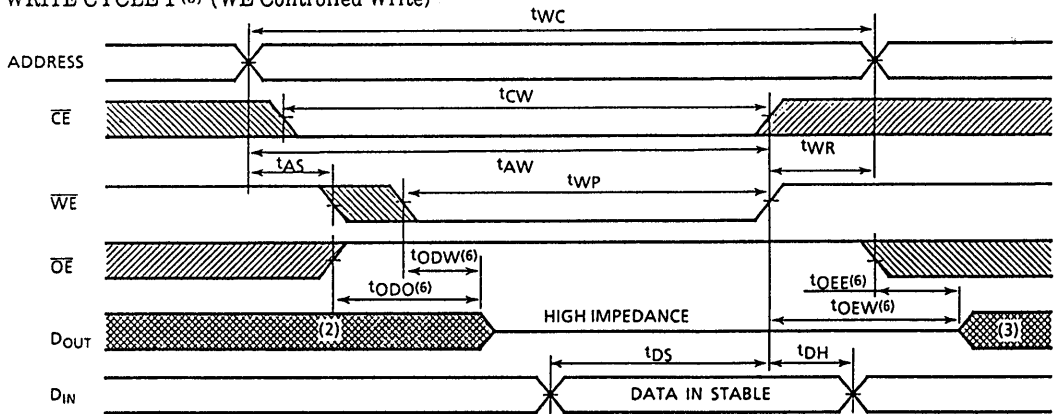 WRITE CYCLE 1 (5) (WE Controlled Write)
tWC
ADDRESS
tCW
CE
tWR
tAS
tAW
tWP
WE
OE
tODW(6)
tODO(6)
tOEE(6)
tOEW(6)
(2)
HIGH IMPEDANCE
(3)
DOUT
tDS
tDH
DIN
DATA IN STABLE